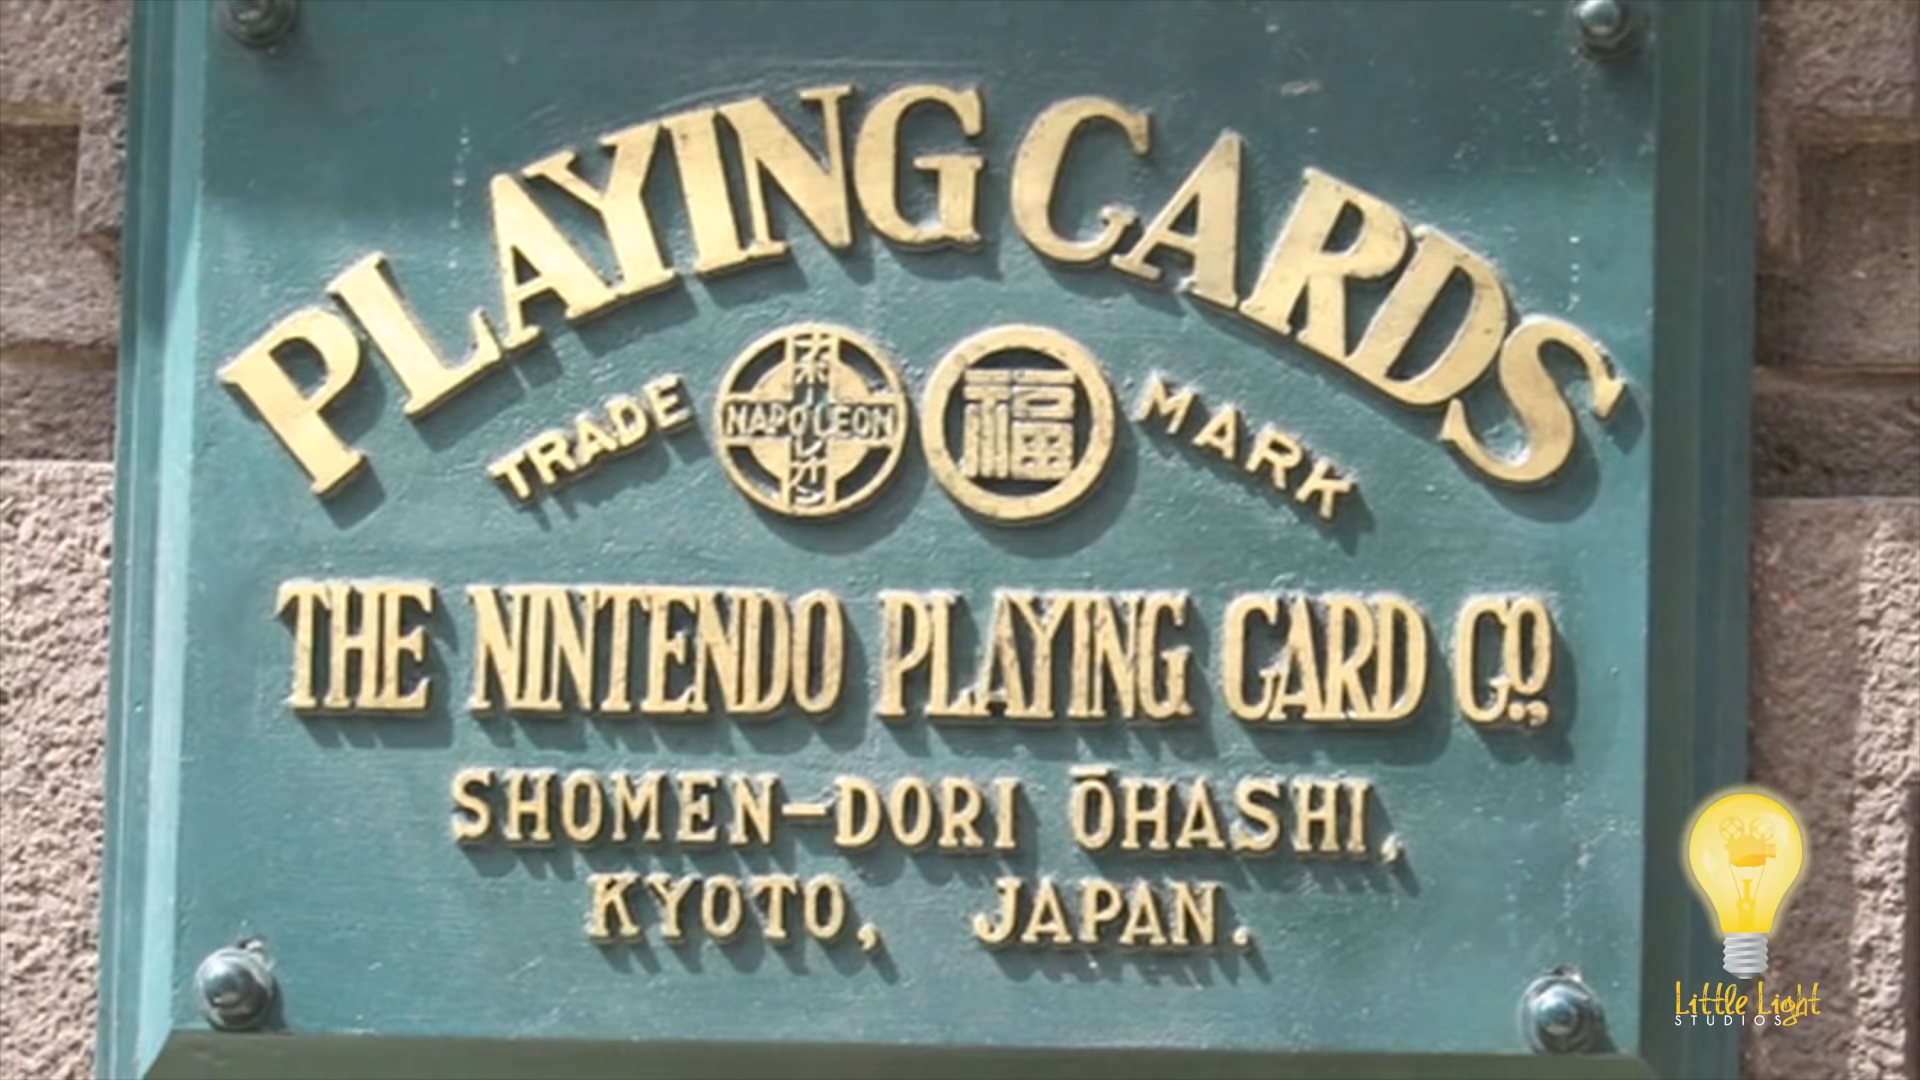 PLAYING CARDS
TRADE NAPOLEON 福 MARK
THE NINTENDO PLAYING CARD CO.,
SHOMEN-DORI ŌHASHI,
KYOTO, JAPAN.
Little Light
STUDIOS